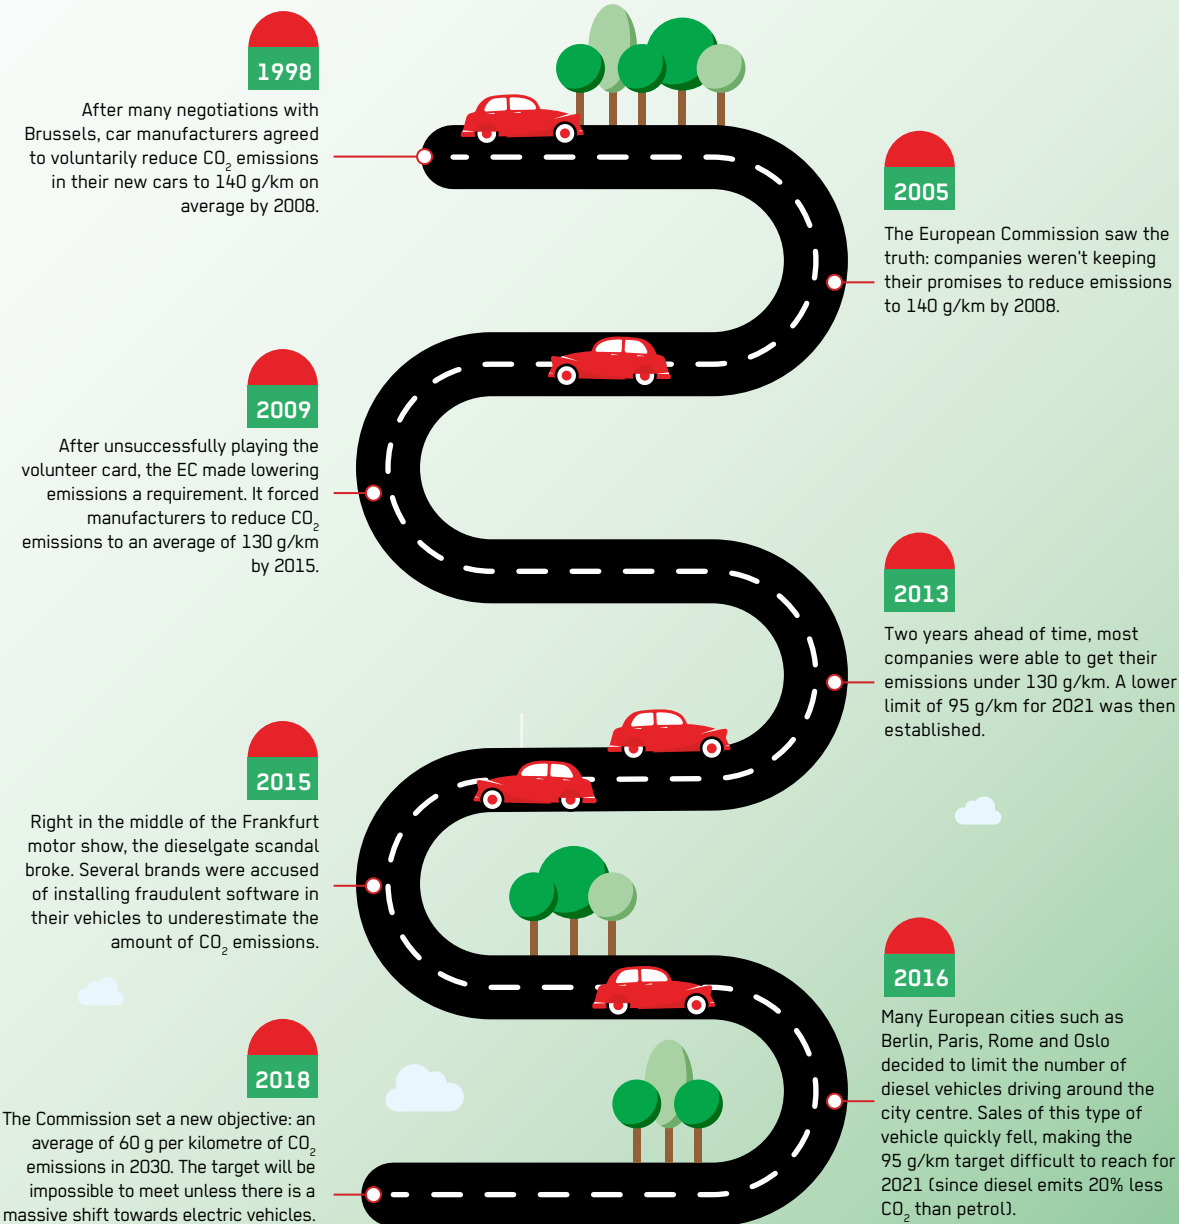 1998
After many negotiations with
Brussels, car manufacturers agreed
to voluntarily reduce CO₂ emissions
in their new cars to 140 g/km on
average by 2008.
2005
The European Commission saw the
truth: companies weren't keeping
their promises to reduce emissions
to 140 g/km by 2008.
2009
After unsuccessfully playing the
volunteer card, the EC made lowering
emissions a requirement. It forced
manufacturers to reduce CO₂
emissions to an average of 130 g/km
by 2015.
2013
Two years ahead of time, most
companies were able to get their
emissions under 130 g/km. A lower
limit of 95 g/km for 2021 was then
established.
2015
Right in the middle of the Frankfurt
motor show, the dieselgate scandal
broke. Several brands were accused
of installing fraudulent software in
their vehicles to underestimate the
amount of CO₂ emissions.
2016
Many European cities such as
Berlin, Paris, Rome and Oslo
decided to limit the number of
diesel vehicles driving around the
city centre. Sales of this type of
vehicle quickly fell, making the
95 g/km target difficult to reach for
2021 (since diesel emits 20% less
CO₂ than petrol).
2018
The Commission set a new objective: an
average of 60 g per kilometre of CO₂
emissions in 2030. The target will be
impossible to meet unless there is a
massive shift towards electric vehicles.